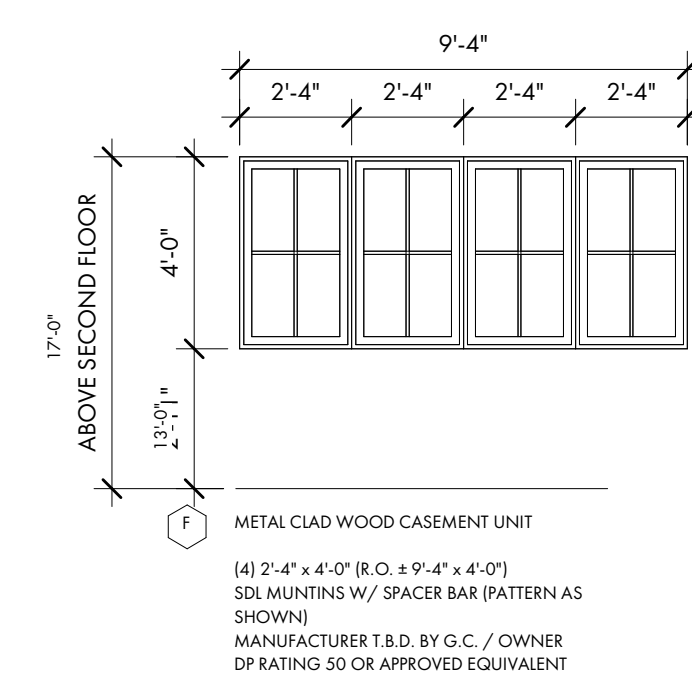 9'-4"
2'-4" 2'-4" 2'-4" 2'-4"
17'-0"
ABOVE SECOND FLOOR
4'-0"
13'-0"
F
METAL CLAD WOOD CASEMENT UNIT
(4) 2'-4" x 4'-0" (R.O. ± 9'-4" x 4'-0")
SDL MUNTINS W/ SPACER BAR (PATTERN AS
SHOWN)
MANUFACTURER T.B.D. BY G.C. / OWNER
DP RATING 50 OR APPROVED EQUIVALENT